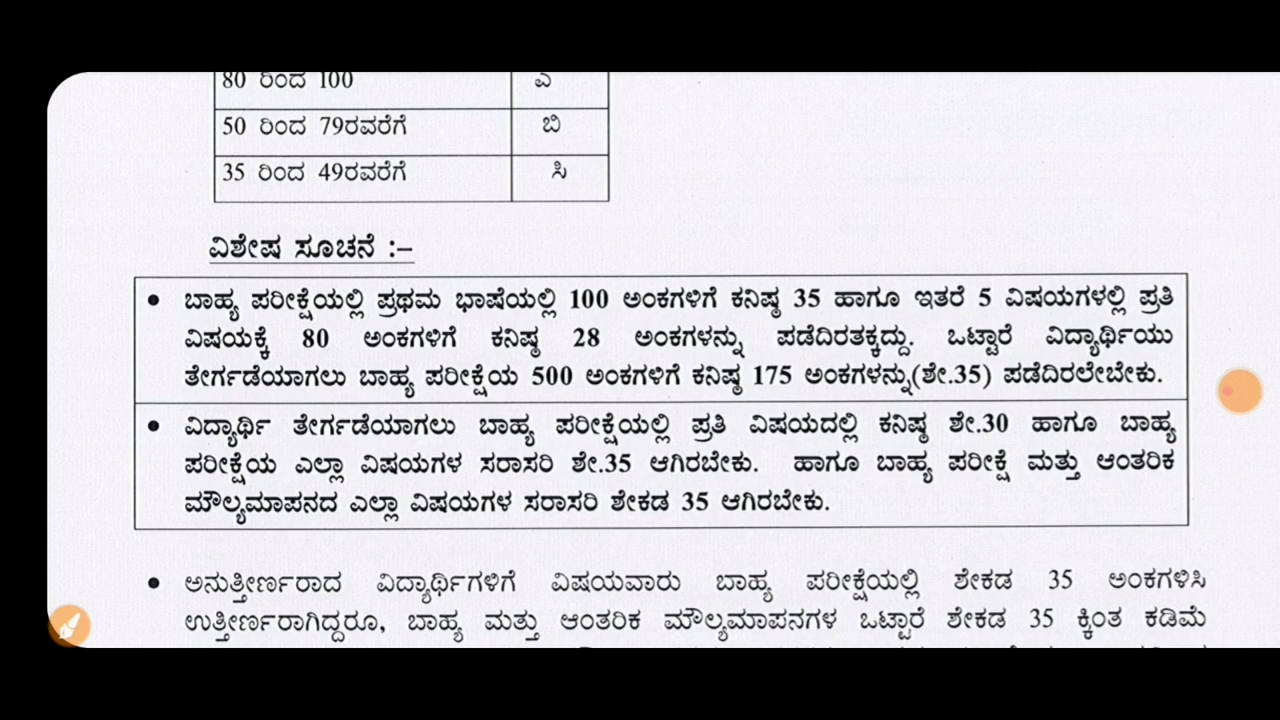 80 ರಿಂದ 100 ಎ
50 ರಿಂದ 79ರವರೆಗೆ ಬಿ
35 ರಿಂದ 49ರವರೆಗೆ ಸಿ
ವಿಶೇಷ ಸೂಚನೆ :–
• ಬಾಹ್ಯ ಪರೀಕ್ಷೆಯಲ್ಲಿ ಪ್ರಥಮ ಭಾಷೆಯಲ್ಲಿ 100 ಅಂಕಗಳಿಗೆ ಕನಿಷ್ಠ 35 ಹಾಗೂ ಇತರೆ 5 ವಿಷಯಗಳಲ್ಲಿ ಪ್ರತಿ
ವಿಷಯಕ್ಕೆ 80 ಅಂಕಗಳಿಗೆ ಕನಿಷ್ಠ 28 ಅಂಕಗಳನ್ನು ಪಡೆದಿರತಕ್ಕದ್ದು. ಒಟ್ಟಾರೆ ವಿದ್ಯಾರ್ಥಿಯು
ತೇರ್ಗಡೆಯಾಗಲು ಬಾಹ್ಯ ಪರೀಕ್ಷೆಯ 500 ಅಂಕಗಳಿಗೆ ಕನಿಷ್ಠ 175 ಅಂಕಗಳನ್ನು(ಶೇ.35) ಪಡೆದಿರಲೇಬೇಕು.
• ವಿದ್ಯಾರ್ಥಿ ತೇರ್ಗಡೆಯಾಗಲು ಬಾಹ್ಯ ಪರೀಕ್ಷೆಯಲ್ಲಿ ಪ್ರತಿ ವಿಷಯದಲ್ಲಿ ಕನಿಷ್ಠ ಶೇ.30 ಹಾಗೂ ಬಾಹ್ಯ
ಪರೀಕ್ಷೆಯ ಎಲ್ಲಾ ವಿಷಯಗಳ ಸರಾಸರಿ ಶೇ.35 ಆಗಿರಬೇಕು. ಹಾಗೂ ಬಾಹ್ಯ ಪರೀಕ್ಷೆ ಮತ್ತು ಆಂತರಿಕ
ಮೌಲ್ಯಮಾಪನದ ಎಲ್ಲಾ ವಿಷಯಗಳ ಸರಾಸರಿ ಶೇಕಡ 35 ಆಗಿರಬೇಕು.
• ಅನುತ್ತೀರ್ಣರಾದ ವಿದ್ಯಾರ್ಥಿಗಳಿಗೆ ವಿಷಯವಾರು ಬಾಹ್ಯ ಪರೀಕ್ಷೆಯಲ್ಲಿ ಶೇಕಡ 35 ಅಂಕಗಳಿಸಿ
ಉತ್ತೀರ್ಣರಾಗಿದ್ದರೂ, ಬಾಹ್ಯ ಮತ್ತು ಆಂತರಿಕ ಮೌಲ್ಯಮಾಪನಗಳ ಒಟ್ಟಾರೆ ಶೇಕಡ 35 ಕ್ಕಿಂತ ಕಡಿಮೆ